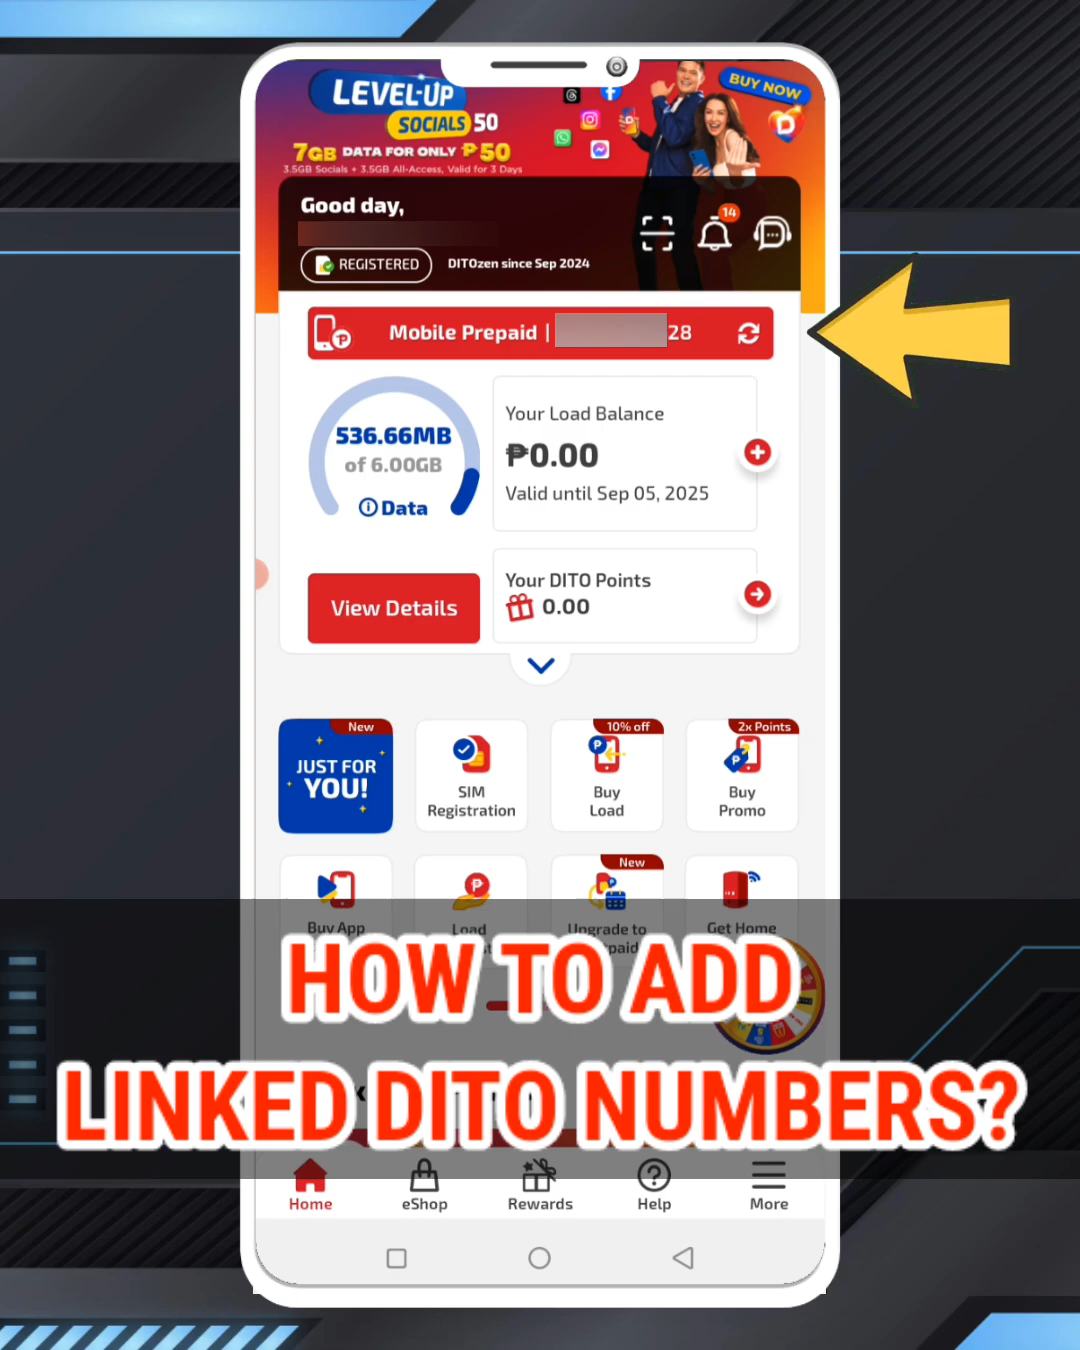 LEVEL-UP
SOCIALS 50
BUY NOW
7GB DATA FOR ONLY ₱50
3.5GB Socials + 3.5GB All-Access, Valid for 3 Days
Good day,
14
REGISTERED
DITOzen since Sep 2024
Mobile Prepaid | 28
536.66MB
of 6.00GB
Data
Your Load Balance
₱0.00
Valid until Sep 05, 2025
View Details
Your DITO Points
0.00
New
JUST FOR
YOU!
SIM
Registration
10% off
Buy
Load
2x Points
Buy
Promo
Buy App
Load
New
Upgrade to
Get Home
HOW TO ADD
LINKED DITO NUMBERS?
Home
eShop
Rewards
Help
More